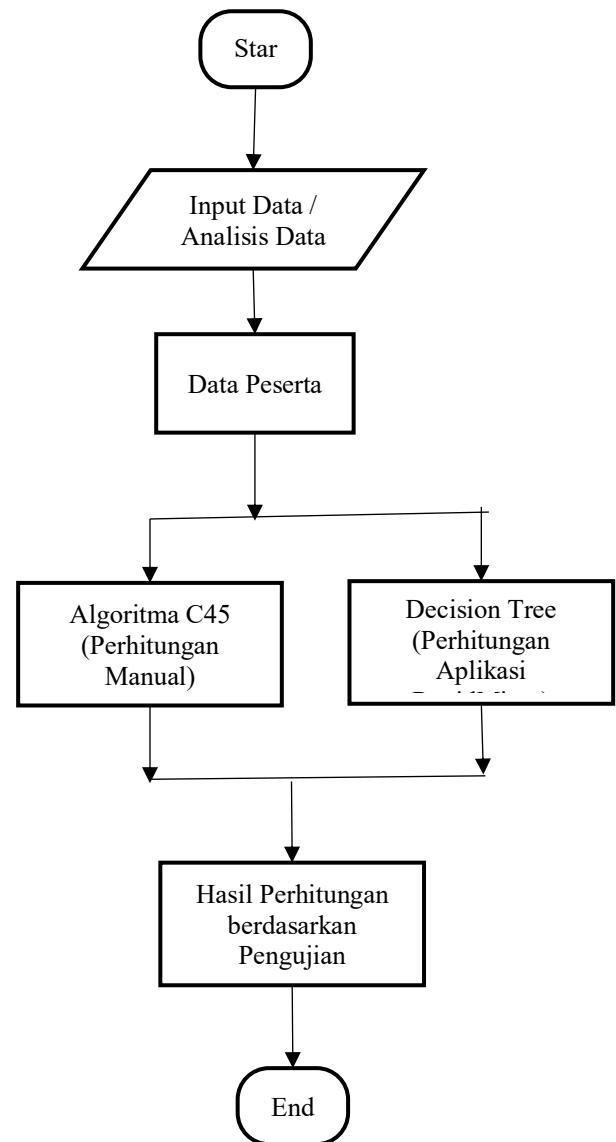 Star
Input Data /
Analisis Data
Data Peserta
Algoritma C45
(Perhitungan
Manual)
Decision Tree
(Perhitungan
Aplikasi
Hasil Perhitungan
berdasarkan
Pengujian
End